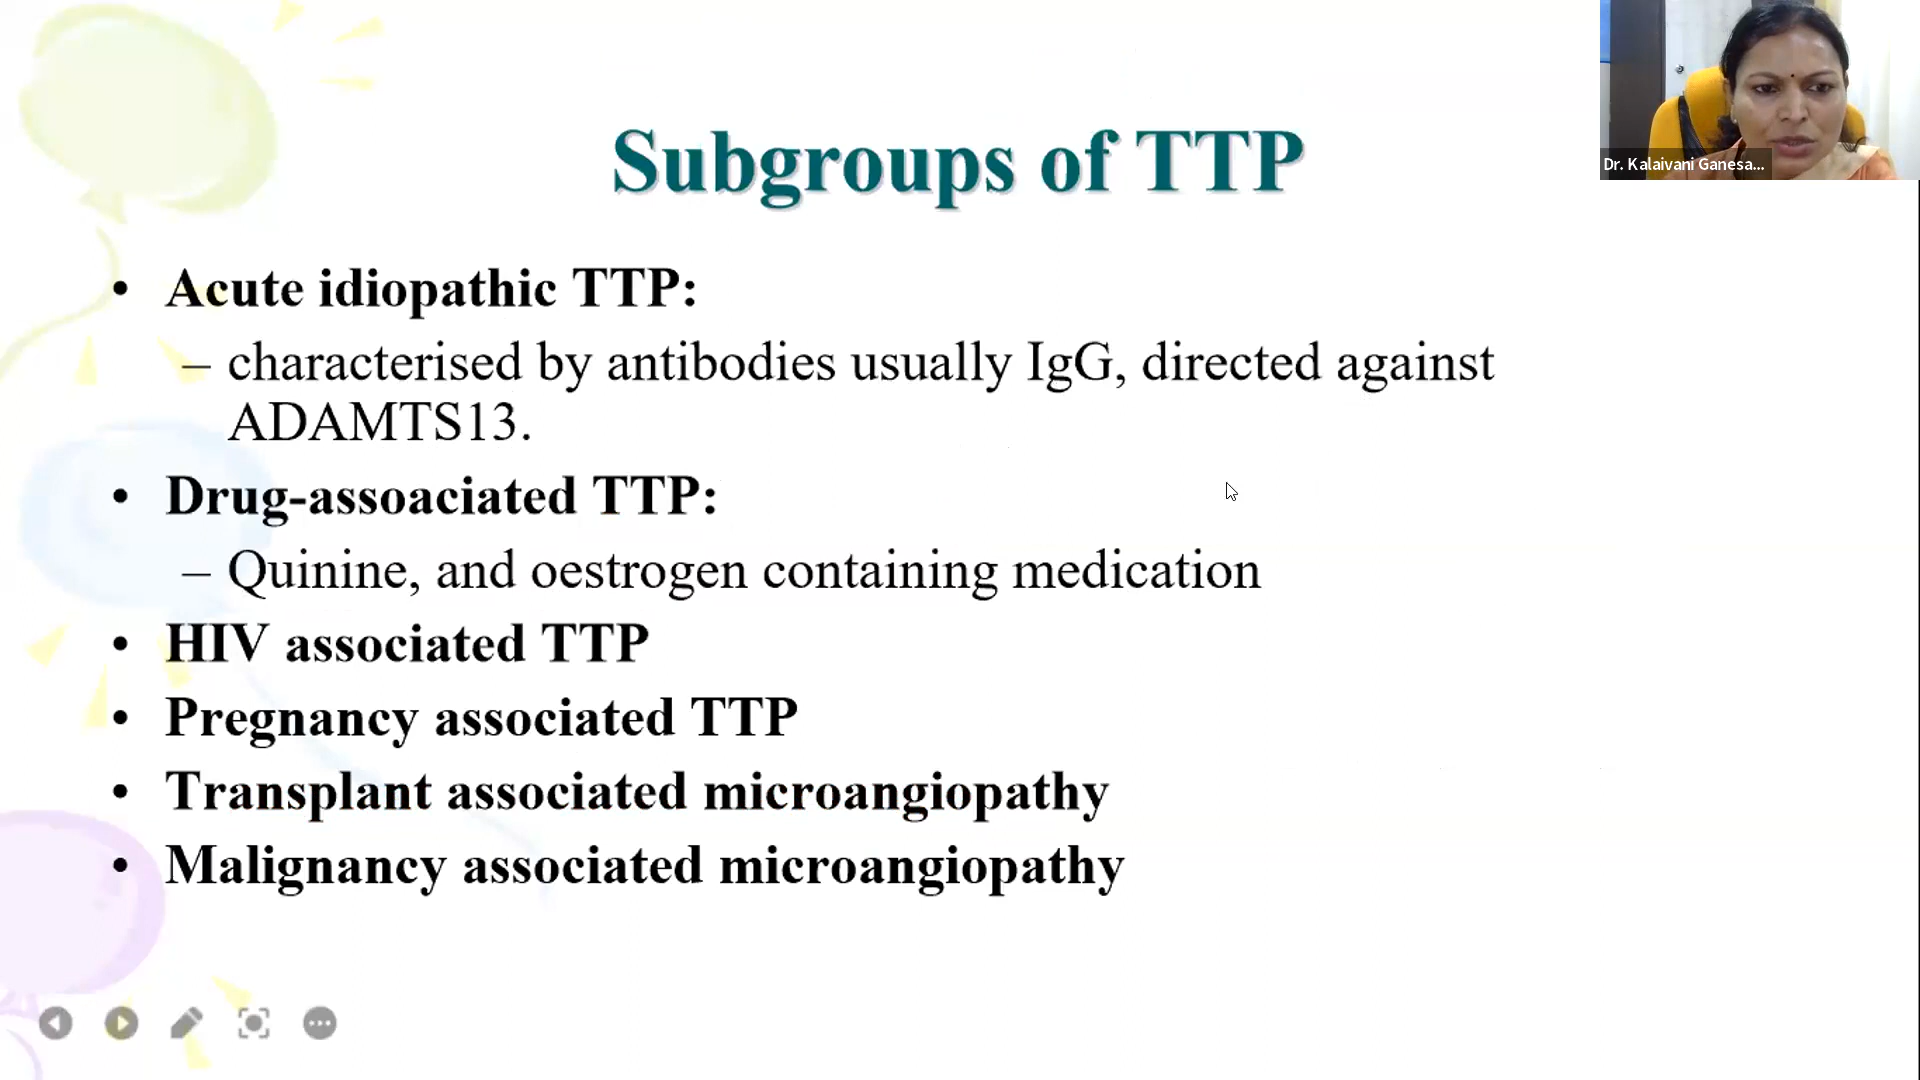 Dr. Kalaivani Ganesa...
Subgroups of TTP
• Acute idiopathic TTP:
– characterised by antibodies usually IgG, directed against
ADAMTS13.
• Drug-assoaciated TTP:
– Quinine, and oestrogen containing medication
• HIV associated TTP
• Pregnancy associated TTP
• Transplant associated microangiopathy
• Malignancy associated microangiopathy